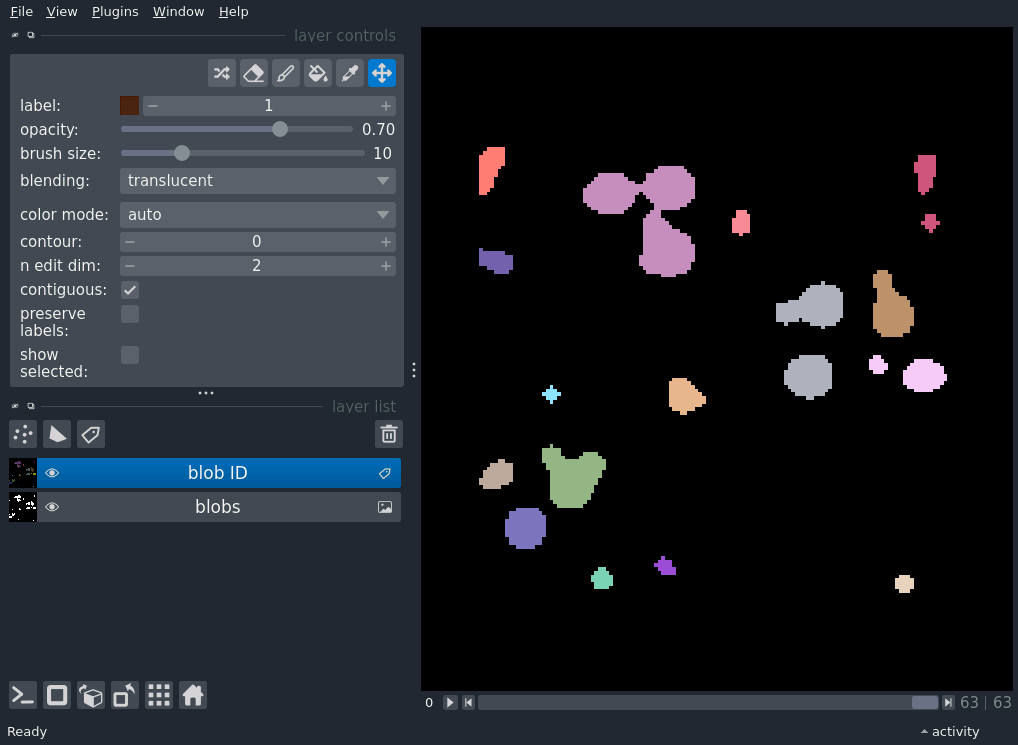 File View Plugins Window Help
layer controls
label: 1
opacity: 0.70
brush size: 10
blending: translucent
color mode: auto
contour: 0
n edit dim: 2
contiguous:
preserve
labels:
show
selected:
layer list
blob ID
blobs
0 63 | 63
Ready activity